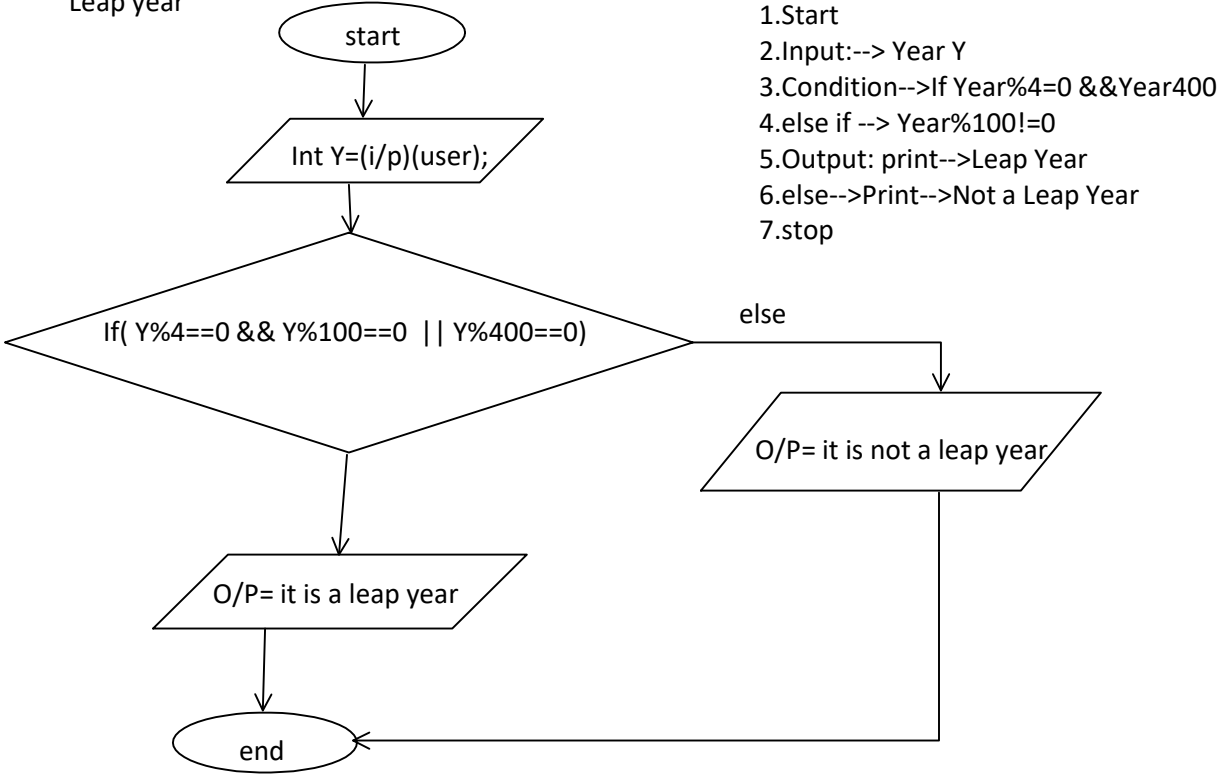 Leap year
start
Int Y=(i/p)(user);
If( Y%4==0 && Y%100==0  || Y%400==0)
else
O/P= it is not a leap year
O/P= it is a leap year
end
1.Start
2.Input:--> Year Y
3.Condition-->If Year%4=0 &&Year400
4.else if --> Year%100!=0
5.Output: print-->Leap Year
6.else-->Print-->Not a Leap Year
7.stop